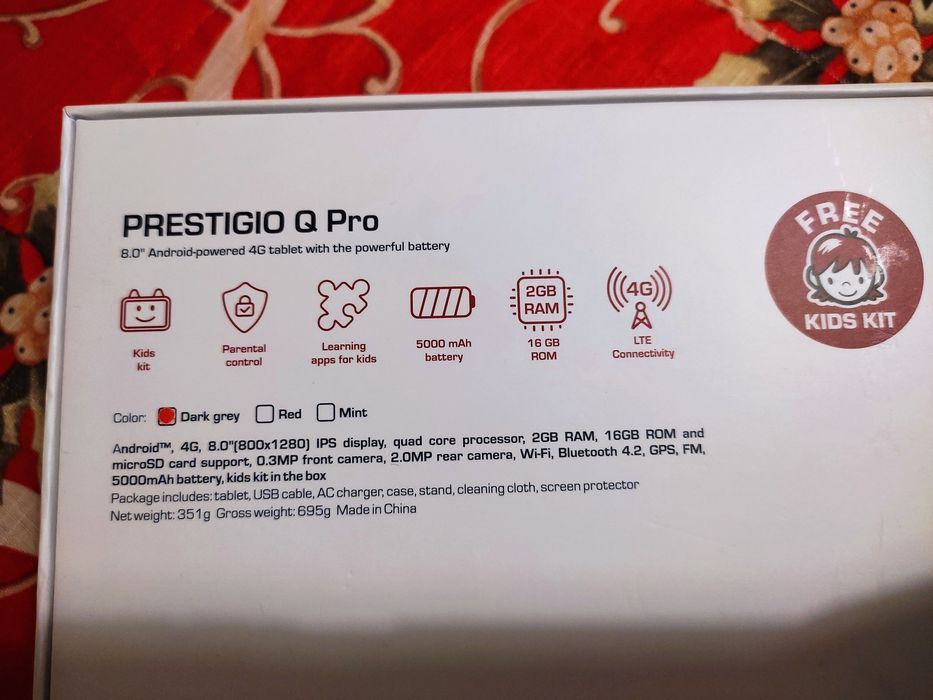 PRESTIGIO Q Pro
8.0" Android-powered 4G tablet with the powerful battery
FREE
KIDS KIT
Kids
kit
Parental
control
Learning
apps for kids
5000 mAh
battery
2GB
RAM
16 GB
ROM
4G
LTE
Connectivity
Color: Dark grey Red Mint
Android™, 4G, 8.0"(800x1280) IPS display, quad core processor, 2GB RAM, 16GB ROM and
microSD card support, 0.3MP front camera, 2.0MP rear camera, Wi-Fi, Bluetooth 4.2, GPS, FM,
5000mAh battery, kids kit in the box
Package includes: tablet, USB cable, AC charger, case, stand, cleaning cloth, screen protector
Net weight: 351g Gross weight: 695g Made in China